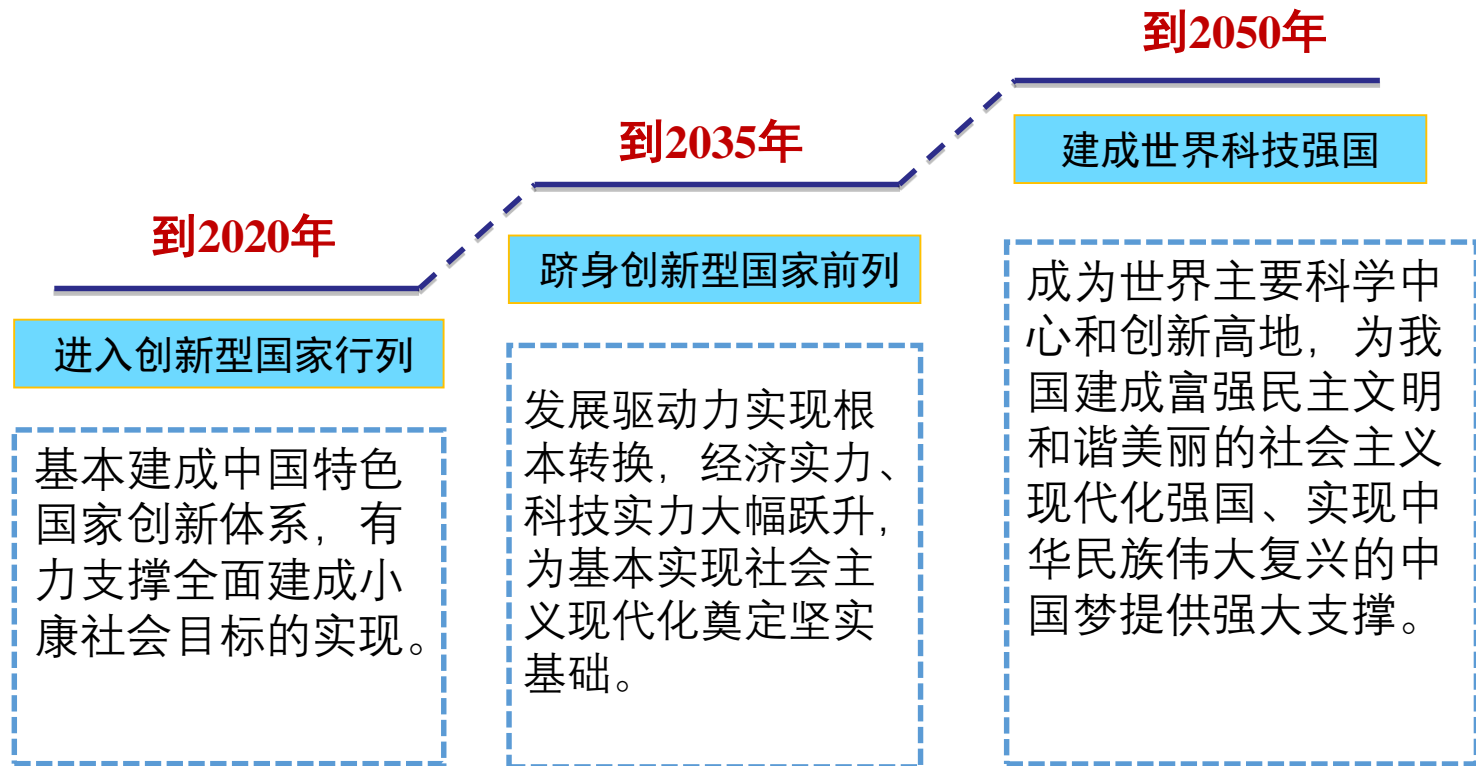 到2020年
进入创新型国家行列
基本建成中国特色
国家创新体系，有
力支撑全面建成小
康社会目标的实现。
到2035年
跻身创新型国家前列
发展驱动力实现根
本转换，经济实力、
科技实力大幅跃升，
为基本实现社会主
义现代化奠定坚实
基础。
到2050年
建成世界科技强国
成为世界主要科学中
心和创新高地，为我
国建成富强民主文明
和谐美丽的社会主义
现代化强国、实现中
华民族伟大复兴的中
国梦提供强大支撑。